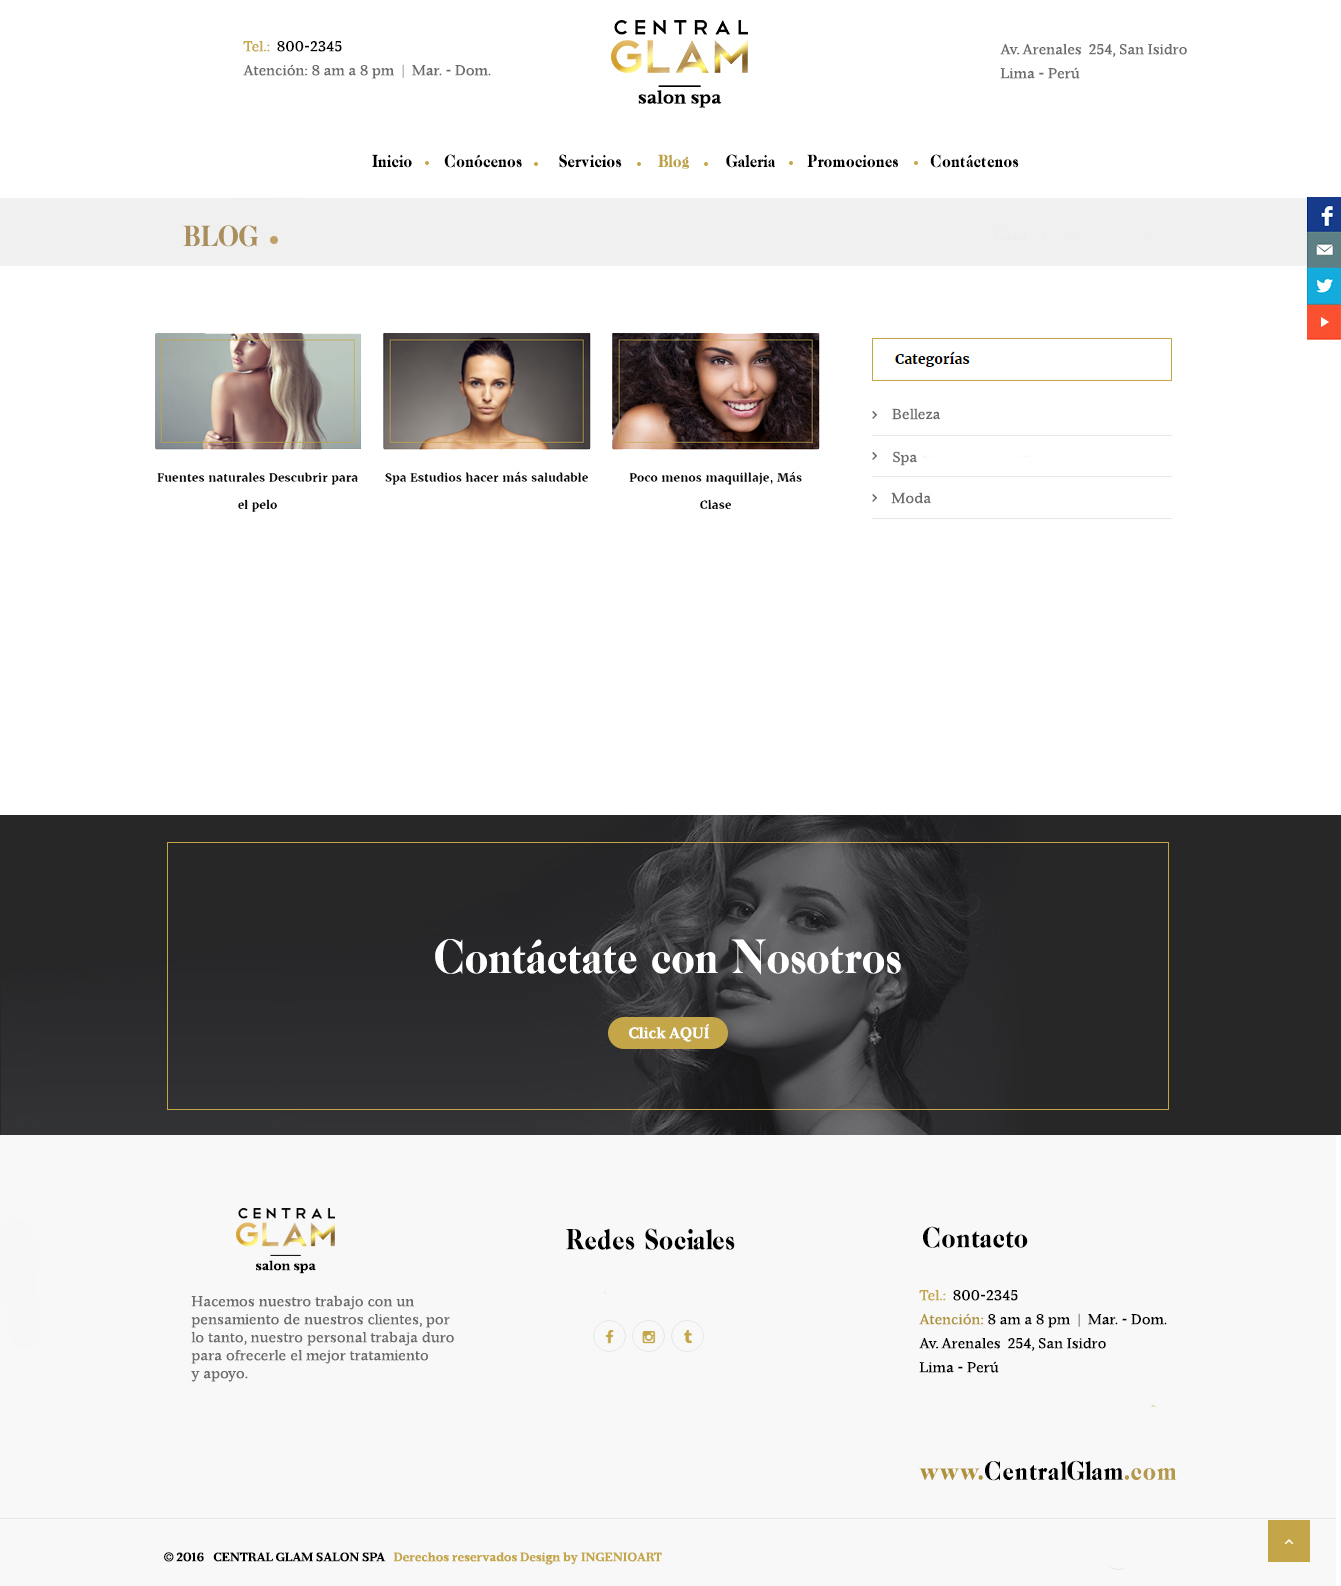 Tel.: 800-2345
Atención: 8 am a 8 pm | Mar. - Dom.
CENTRAL
GLAM
salon spa
Av. Arenales 254, San Isidro
Lima - Perú
Inicio • Conócenos • Servicios • Blog • Galeria • Promociones • Contáctenos
BLOG •
Fuentes naturales Descubrir para
el pelo
Spa Estudios hacer más saludable
Poco menos maquillaje, Más
Clase
Categorías
Belleza
Spa
Moda
Contáctate con Nosotros
Click AQUÍ
CENTRAL
GLAM
salon spa
Hacemos nuestro trabajo con un
pensamiento de nuestros clientes, por
lo tanto, nuestro personal trabaja duro
para ofrecerle el mejor tratamiento
y apoyo.
Redes Sociales
Contacto
Tel.: 800-2345
Atención: 8 am a 8 pm | Mar. - Dom.
Av. Arenales 254, San Isidro
Lima - Perú
www.CentralGlam.com
© 2016 CENTRAL GLAM SALON SPA Derechos reservados Design by INGENIOART